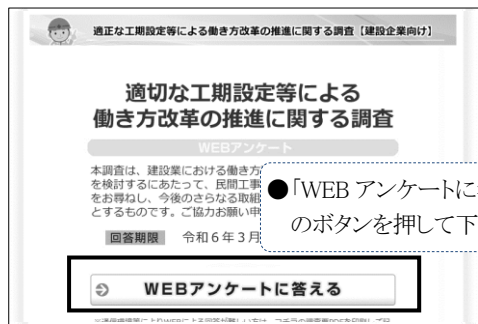 適正な工期設定等による働き方改革の推進に関する調査【建設企業向け】
適切な工期設定等による
働き方改革の推進に関する調査
WEBアンケート
本調査は、建設業における働き方
を検討するにあたって、民間工事
をお尋ねし、今後のさらなる取組
とするものです。ご協力お願い申
●「WEB アンケートに
のボタンを押して下
回答期限 令和6年3月
WEBアンケートに答える